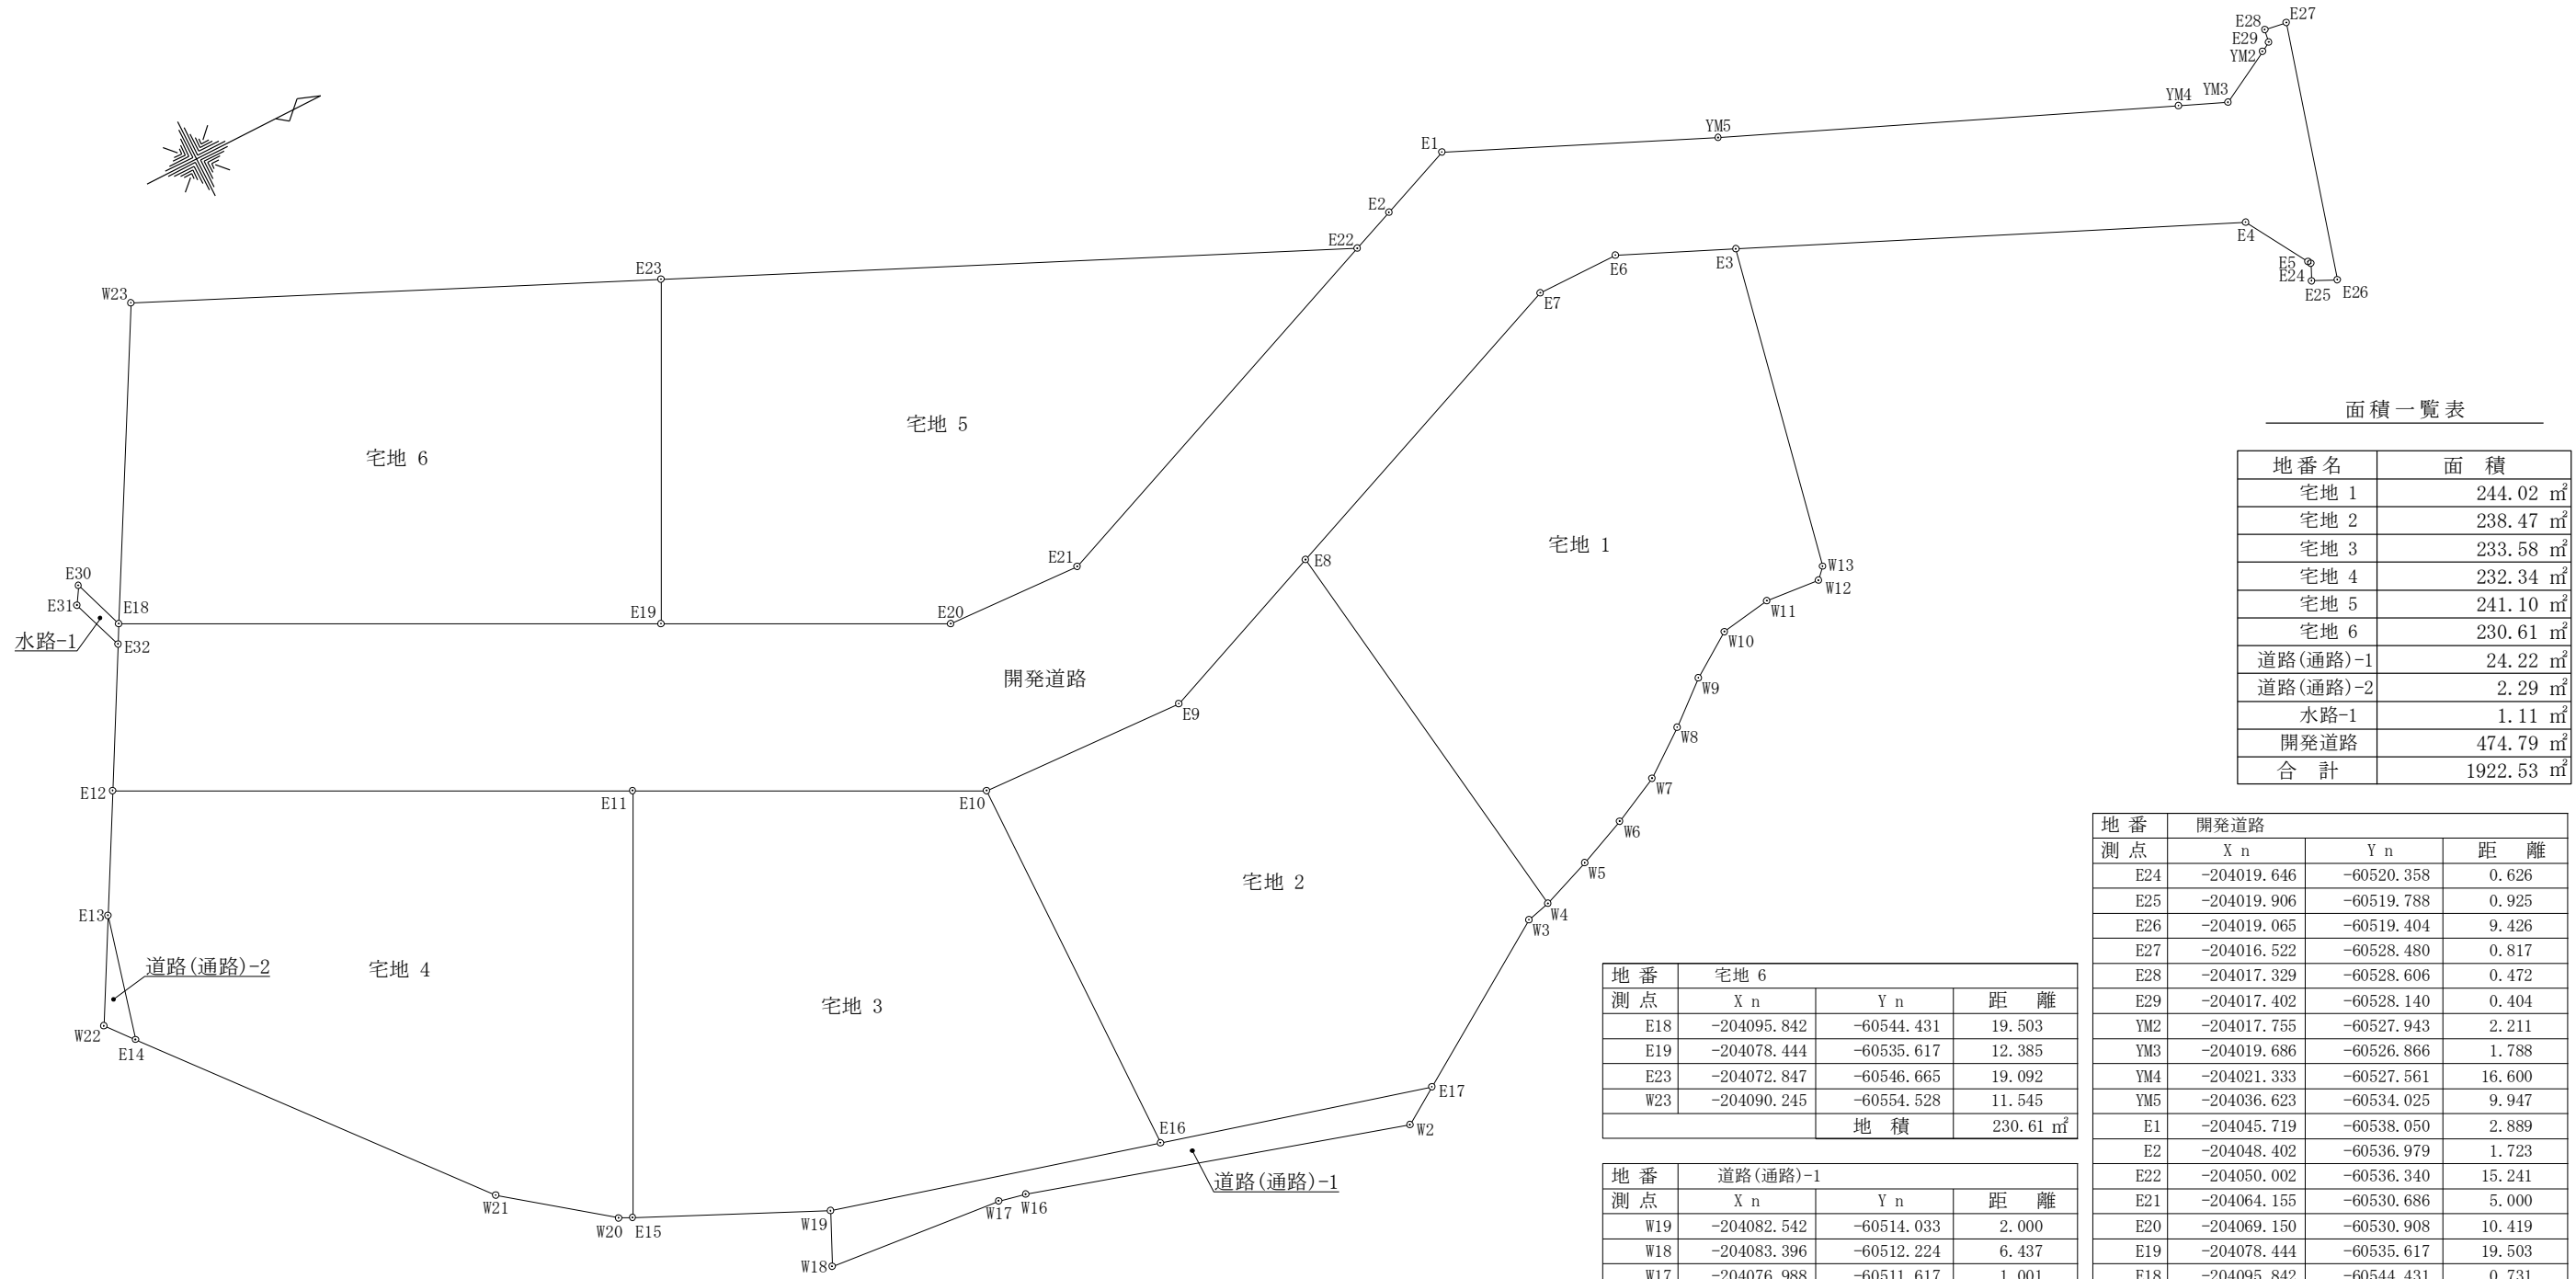 E28
E27
E29
YM2
YM4
YM3
YM5
E1
E2
E22
E4
E3
E6
E5
E24
E25
E26
E7
E23
W23
宅地 5
宅地 6
宅地 1
E8
E21
W13
W12
W11
W10
E30
E31
E18
E19
E20
水路-1
E32
開発道路
W9
E9
W8
W7
E12
E11
E10
W6
W5
宅地 2
W4
W3
E13
道路(通路)-2
宅地 4
宅地 3
W22
E14
E17
W2
E16
道路(通路)-1
W21
W20
E15
W19
W17
W16
W18
面積一覧表
地番名 面 積
宅地 1 244.02 ㎡
宅地 2 238.47 ㎡
宅地 3 233.58 ㎡
宅地 4 232.34 ㎡
宅地 5 241.10 ㎡
宅地 6 230.61 ㎡
道路(通路)-1 24.22 ㎡
道路(通路)-2 2.29 ㎡
水路-1 1.11 ㎡
開発道路 474.79 ㎡
合 計 1922.53 ㎡
地 番 宅地 6
測 点 X n Y n 距 離
E18 -204095.842 -60544.431 19.503
E19 -204078.444 -60535.617 12.385
E23 -204072.847 -60546.665 19.092
W23 -204090.245 -60554.528 11.545
地 積 230.61 ㎡
地 番 道路(通路)-1
測 点 X n Y n 距 離
W19 -204082.542 -60514.033 2.000
W18 -204083.396 -60512.224 6.437
W17 -204076.988 -60511.617 1.001
地 番 開発道路
測 点 X n Y n 距 離
E24 -204019.646 -60520.358 0.626
E25 -204019.906 -60519.788 0.925
E26 -204019.065 -60519.404 9.426
E27 -204016.522 -60528.480 0.817
E28 -204017.329 -60528.606 0.472
E29 -204017.402 -60528.140 0.404
YM2 -204017.755 -60527.943 2.211
YM3 -204019.686 -60526.866 1.788
YM4 -204021.333 -60527.561 16.600
YM5 -204036.623 -60534.025 9.947
E1 -204045.719 -60538.050 2.889
E2 -204048.402 -60536.979 1.723
E22 -204050.002 -60536.340 15.241
E21 -204064.155 -60530.686 5.000
E20 -204069.150 -60530.908 10.419
E19 -204078.444 -60535.617 19.503
E18 -204095.842 -60544.431 0.731